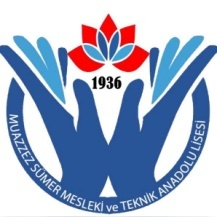 1936
MUAZZEZ SÜMER MESLEKİ ve TEKNİK ANADOLU LİSESİ